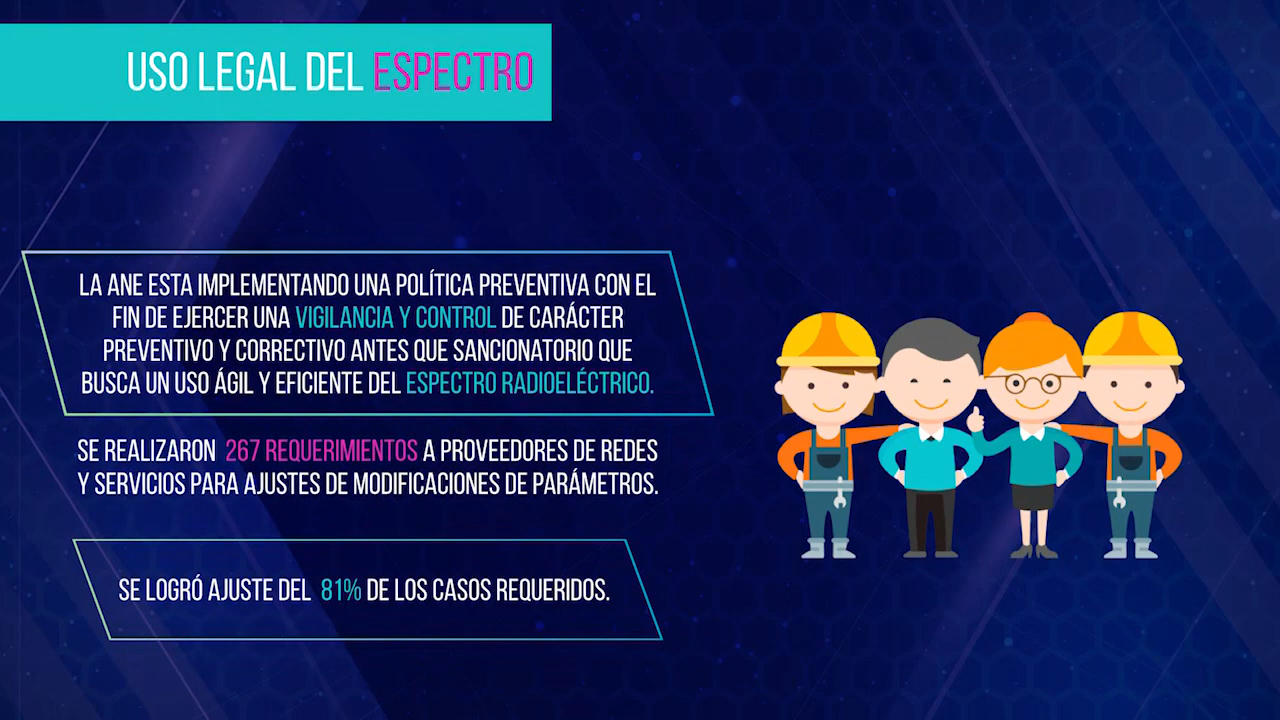 USO LEGAL DEL ESPECTRO
LA ANE ESTA IMPLEMENTANDO UNA POLÍTICA PREVENTIVA CON EL
FIN DE EJERCER UNA VIGILANCIA Y CONTROL DE CARÁCTER
PREVENTIVO Y CORRECTIVO ANTES QUE SANCIONATORIO QUE
BUSCA UN USO ÁGIL Y EFICIENTE DEL ESPECTRO RADIOELÉCTRICO.
SE REALIZARON 267 REQUERIMIENTOS A PROVEEDORES DE REDES
Y SERVICIOS PARA AJUSTES DE MODIFICACIONES DE PARÁMETROS.
SE LOGRÓ AJUSTE DEL 81% DE LOS CASOS REQUERIDOS.